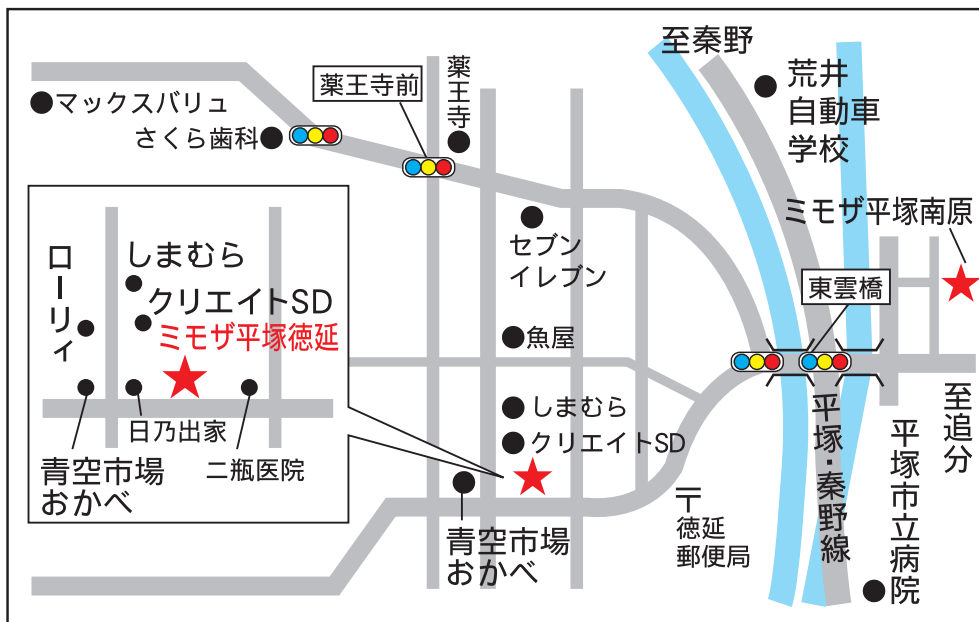 至秦野
荒井
自動車
学校
薬王寺
薬王寺前
マックスバリュ
さくら歯科
ミモザ平塚南原
セブン
イレブン
東雲橋
ローリィ
しまむら
クリエイトSD
ミモザ平塚徳延
日乃出家
二瓶医院
青空市場
おかべ
魚屋
しまむら
クリエイトSD
青空市場
おかべ
〒
徳延
郵便局
平塚・秦野線
平塚市立病院
至追分